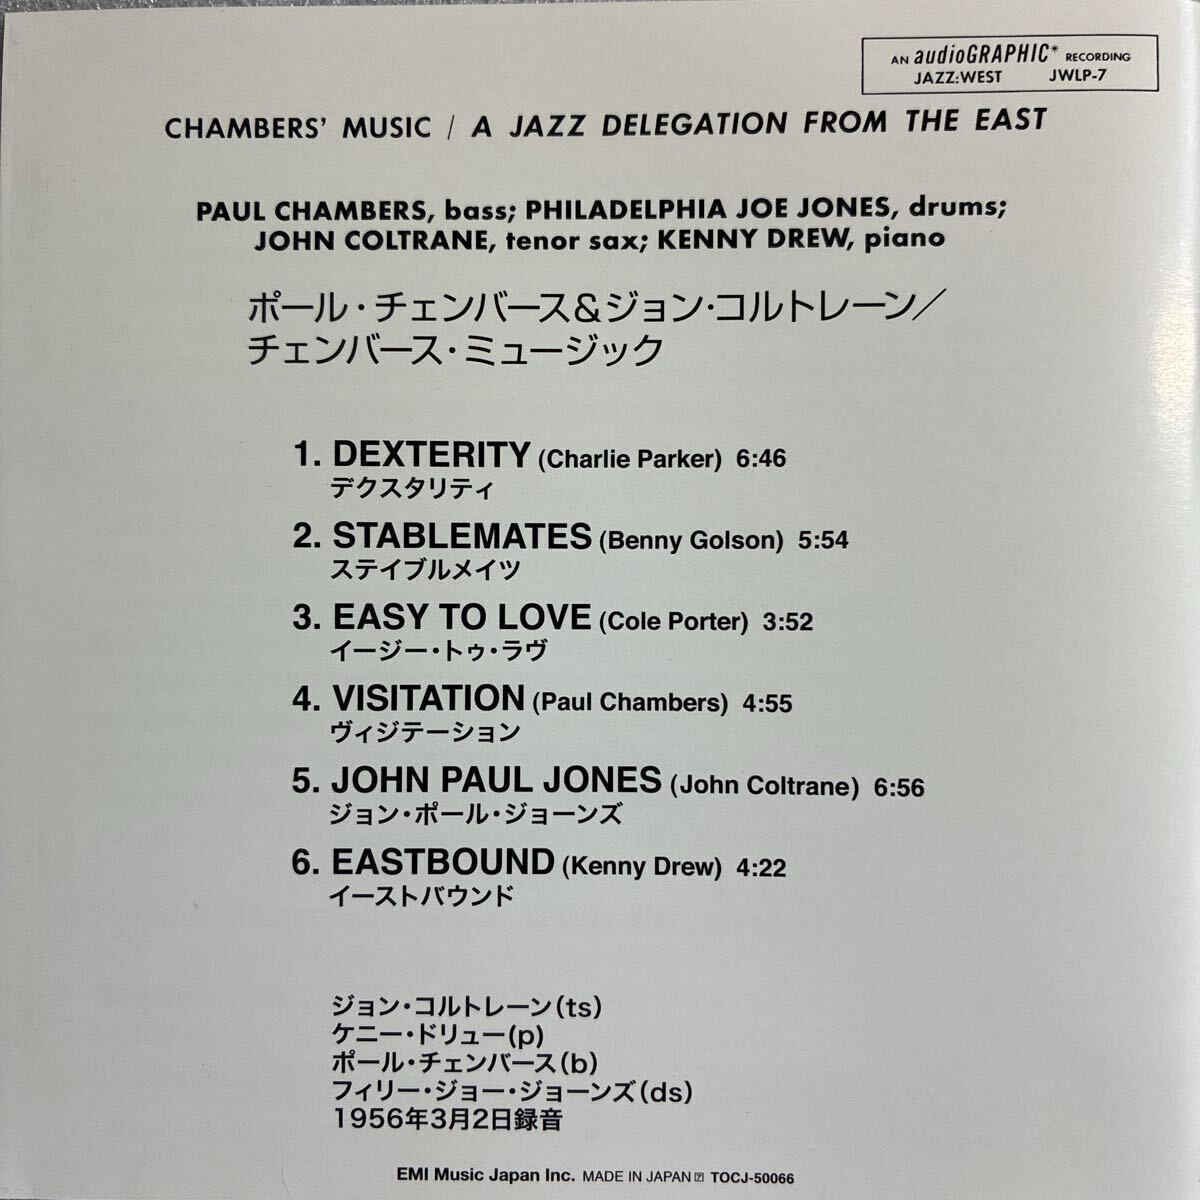 AN audioGRAPHIC* RECORDING
JAZZ:WEST JWLP-7
CHAMBERS' MUSIC / A JAZZ DELEGATION FROM THE EAST
PAUL CHAMBERS, bass; PHILADELPHIA JOE JONES, drums;
JOHN COLTRANE, tenor sax; KENNY DREW, piano
ポール・チェンバース&ジョン・コルトレーン／
チェンバース・ミュージック
1. DEXTERITY (Charlie Parker) 6:46
デクスタリティ
2. STABLEMATES (Benny Golson) 5:54
ステイブルメイツ
3. EASY TO LOVE (Cole Porter) 3:52
イージー・トゥ・ラヴ
4. VISITATION (Paul Chambers) 4:55
ヴィジテーション
5. JOHN PAUL JONES (John Coltrane) 6:56
ジョン・ポール・ジョーンズ
6. EASTBOUND (Kenny Drew) 4:22
イーストバウンド
ジョン・コルトレーン(ts)
ケニー・ドリュー(p)
ポール・チェンバース(b)
フィリー・ジョー・ジョーンズ(ds)
1956年3月2日録音
EMI Music Japan Inc. MADE IN JAPAN TOCJ-50066